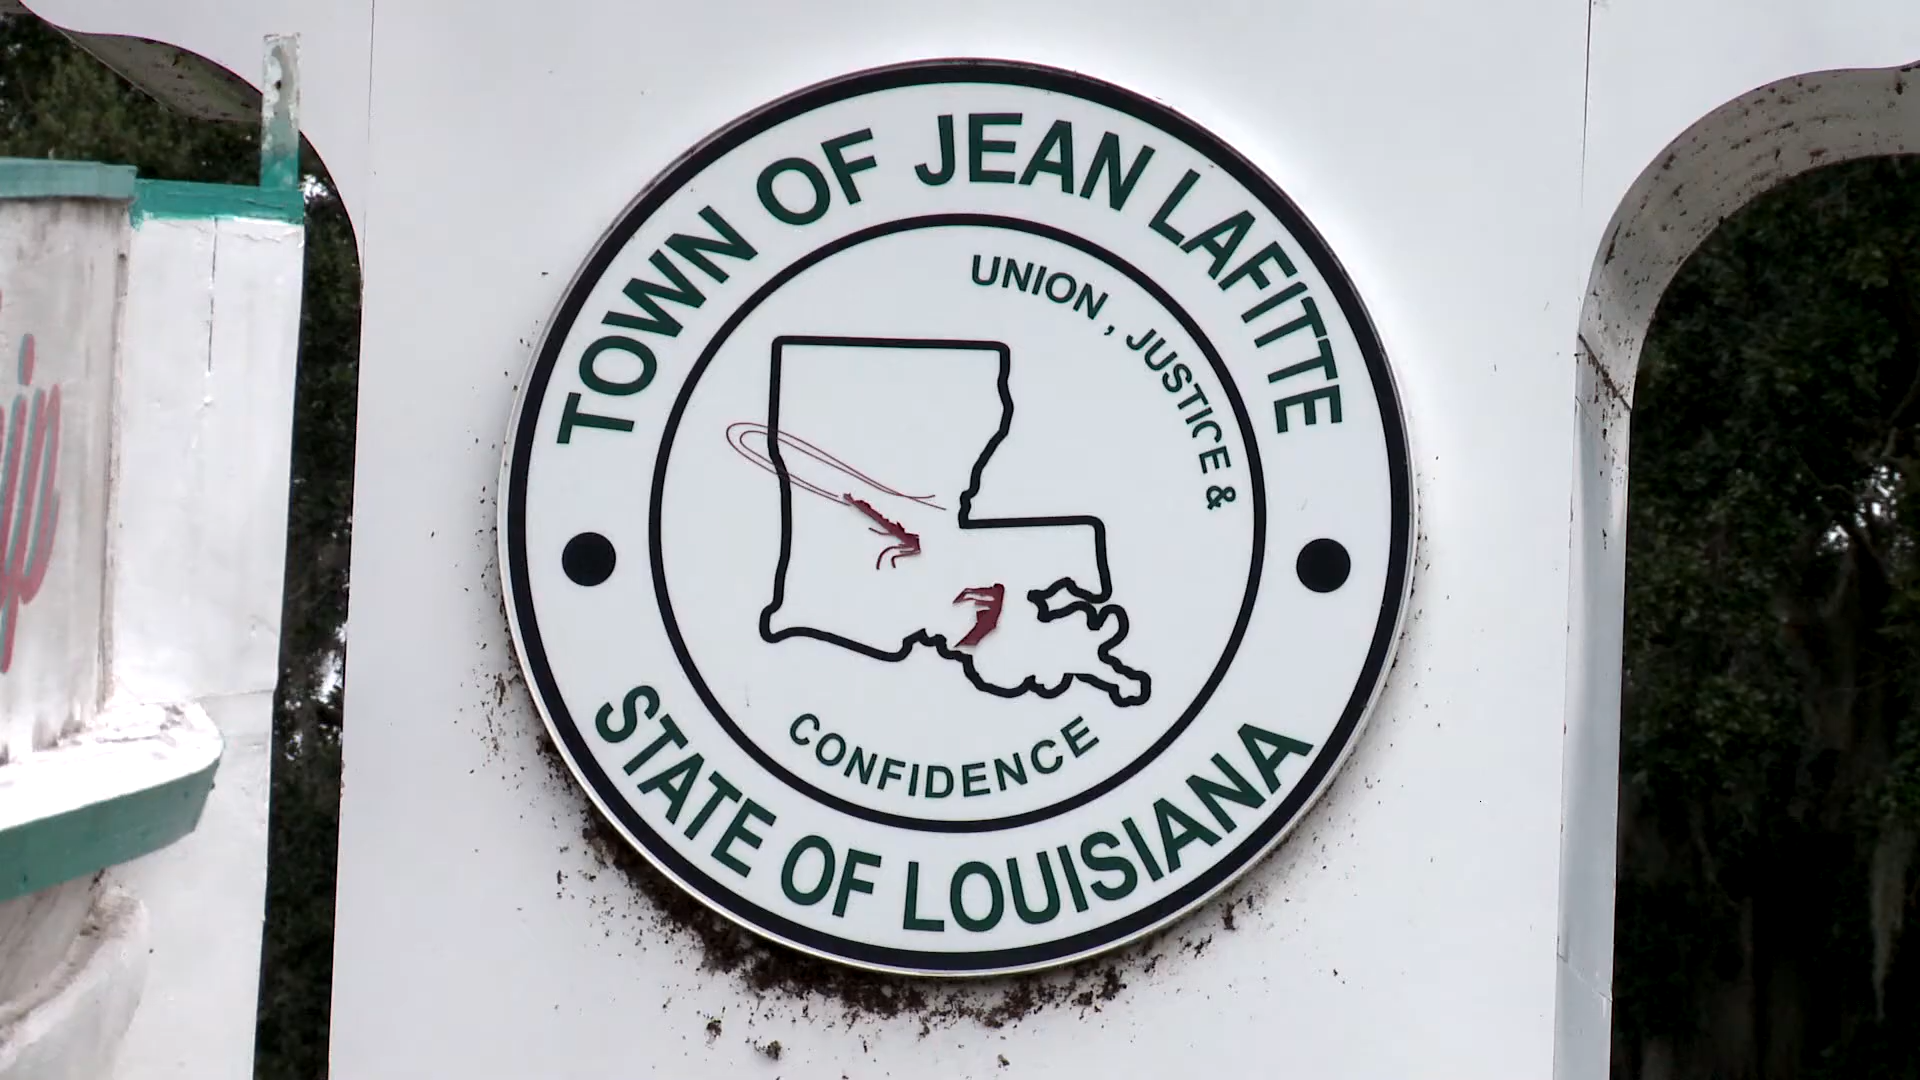 TOWN OF JEAN LAFITTE
UNION, JUSTICE &
CONFIDENCE
STATE OF LOUISIANA